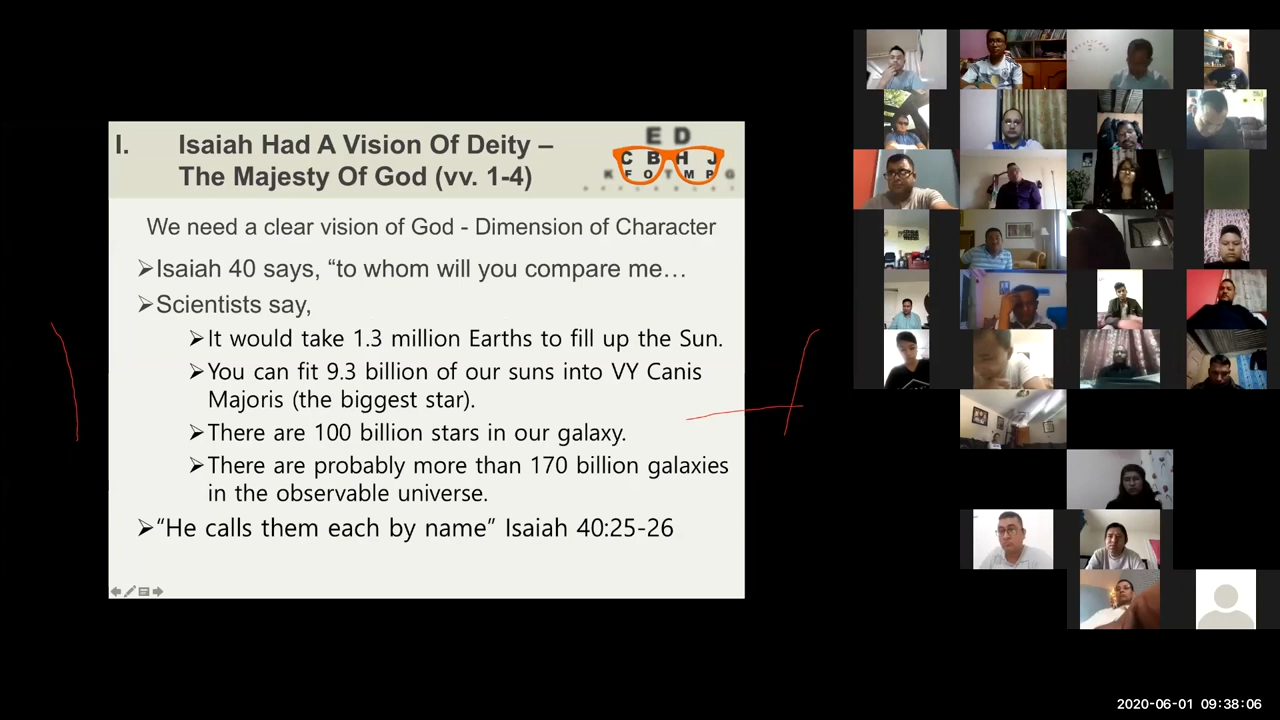 I. Isaiah Had A Vision Of Deity –
The Majesty Of God (vv. 1-4)
E D
C B H J
K F O T M P G
We need a clear vision of God - Dimension of Character
➢Isaiah 40 says, “to whom will you compare me…
➢Scientists say,
➢It would take 1.3 million Earths to fill up the Sun.
➢You can fit 9.3 billion of our suns into VY Canis
Majoris (the biggest star).
➢There are 100 billion stars in our galaxy.
➢There are probably more than 170 billion galaxies
in the observable universe.
➢“He calls them each by name” Isaiah 40:25-26
2020-06-01 09:38:06